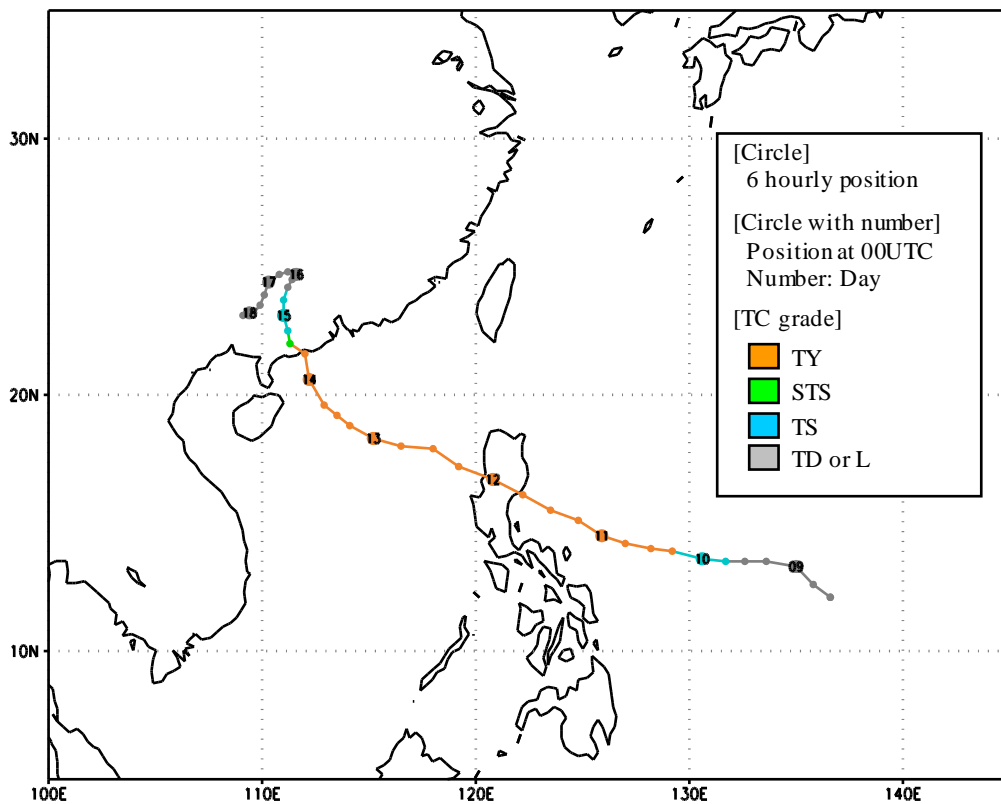 30N
20N
10N
100E
110E
120E
130E
140E
[Circle]
6 hourly position
[Circle with number]
Position at 00UTC
Number: Day
[TC grade]
TY
STS
TS
TD or L
17
16
18
15
14
13
12
11
10
09